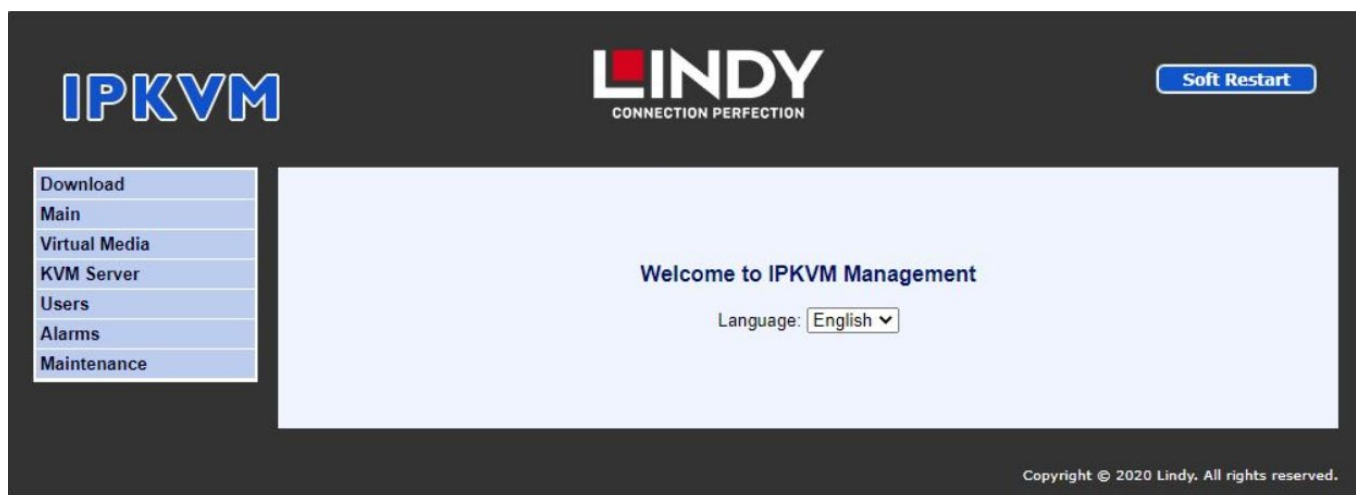 IPKVM
LINDY
CONNECTION PERFECTION
Soft Restart
Download
Main
Virtual Media
KVM Server
Users
Alarms
Maintenance
Welcome to IPKVM Management
Language: English
Copyright © 2020 Lindy. All rights reserved.